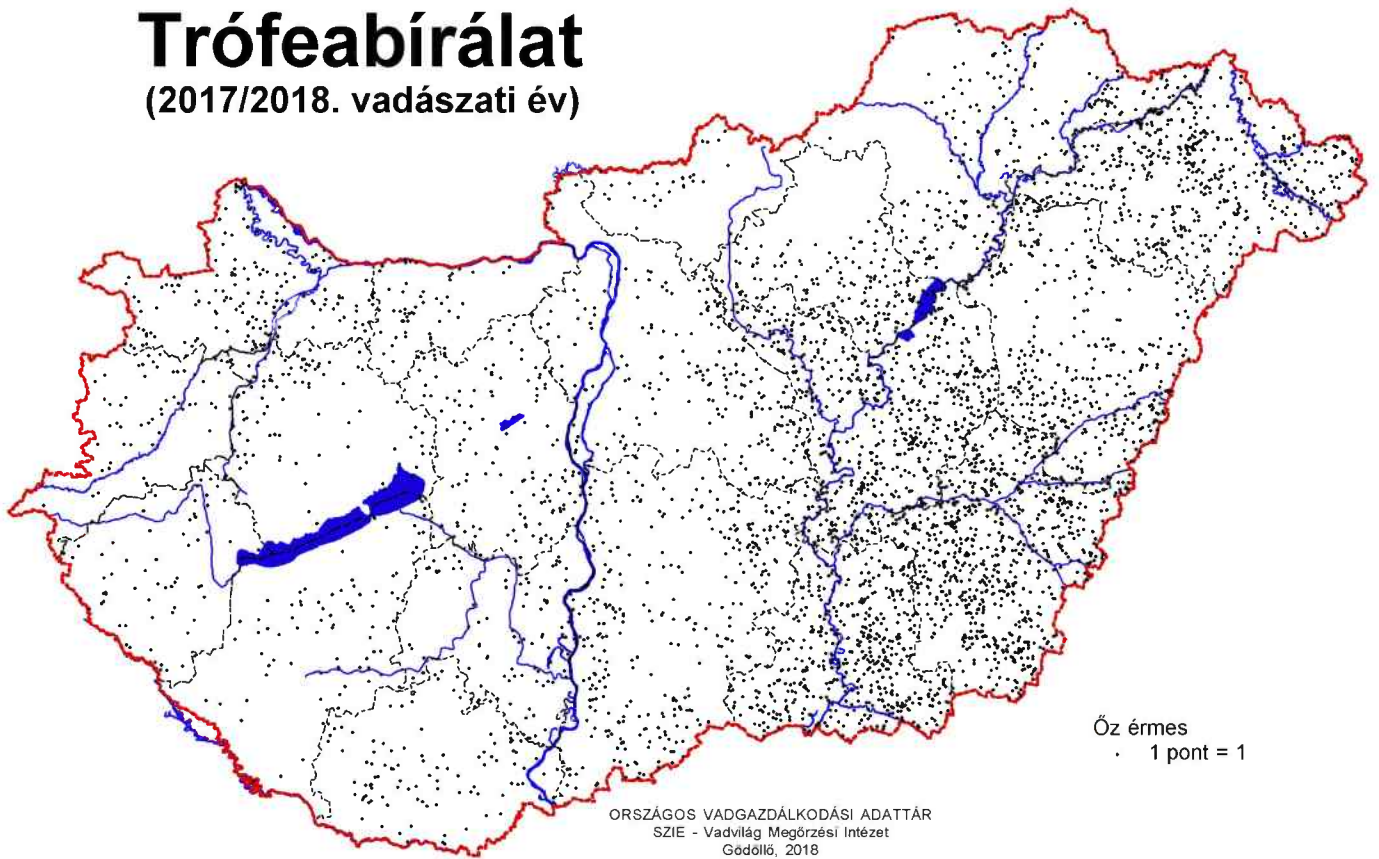 Trófeabírálat
(2017/2018. vadászati év)
Őz érmes
1 pont = 1
ORSZÁGOS VADGAZDÁLKODÁSI ADATTÁR
SZIE - Vadvilág Megőrzési Intézet
Gödöllő, 2018